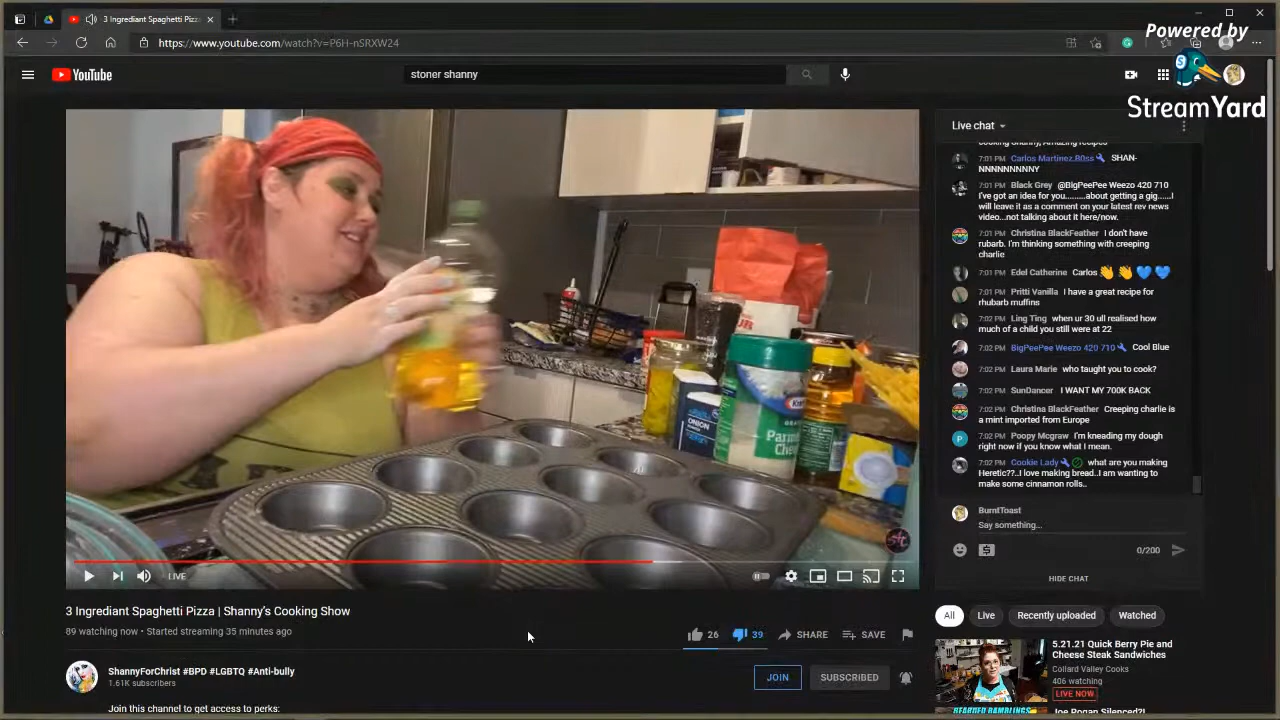 3 Ingrediant Spaghetti Pizza
https://www.youtube.com/watch?v=P6H-nSRXW24
Powered by
StreamYard
YouTube
stoner shanny
Live chat
7:01 PM Carlos Martinez.B0ss SHAN-
NNNNNNNNNY
7:01 PM Black Grey @BigPeePee Weezo 420 710
I've got an idea for you.........about getting a gig......I
will leave it as a comment on your latest rev news
video...not talking about it here/now.
7:01 PM Christina BlackFeather I don't have
rubarb. I'm thinking something with creeping
charlie
7:01 PM Edel Catherine Carlos 👏 👏 💙 💙
7:01 PM Pritti Vanilla I have a great recipe for
rhubarb muffins
7:02 PM Ling Ting when ur 30 ull realised how
much of a child you still were at 22
7:02 PM BigPeePee Weezo 420 710 Cool Blue
7:02 PM Laura Marie who taught you to cook?
7:02 PM SunDancer I WANT MY 700K BACK
7:02 PM Christina BlackFeather Creeping charlie is
a mint imported from Europe
7:02 PM Poopy Mcgraw I'm kneading my dough
right now if you know what I mean.
7:02 PM Cookie Lady what are you making
Heretic??..I love making bread..I am wanting to
make some cinnamon rolls..
BurntToast
Say something...
0/200
HIDE CHAT
ONION
LIVE
3 Ingrediant Spaghetti Pizza | Shanny's Cooking Show
89 watching now • Started streaming 35 minutes ago
26
39
SHARE
SAVE
All
Live
Recently uploaded
Watched
5.21.21 Quick Berry Pie and
Cheese Steak Sandwiches
Collard Valley Cooks
406 watching
LIVE NOW
ShannyForChrist #BPD #LGBTQ #Anti-bully
1.61K subscribers
JOIN
SUBSCRIBED
Join this channel to get access to perks:
BEARDED RAMBLINGS
Joe Rogan Silenced?!